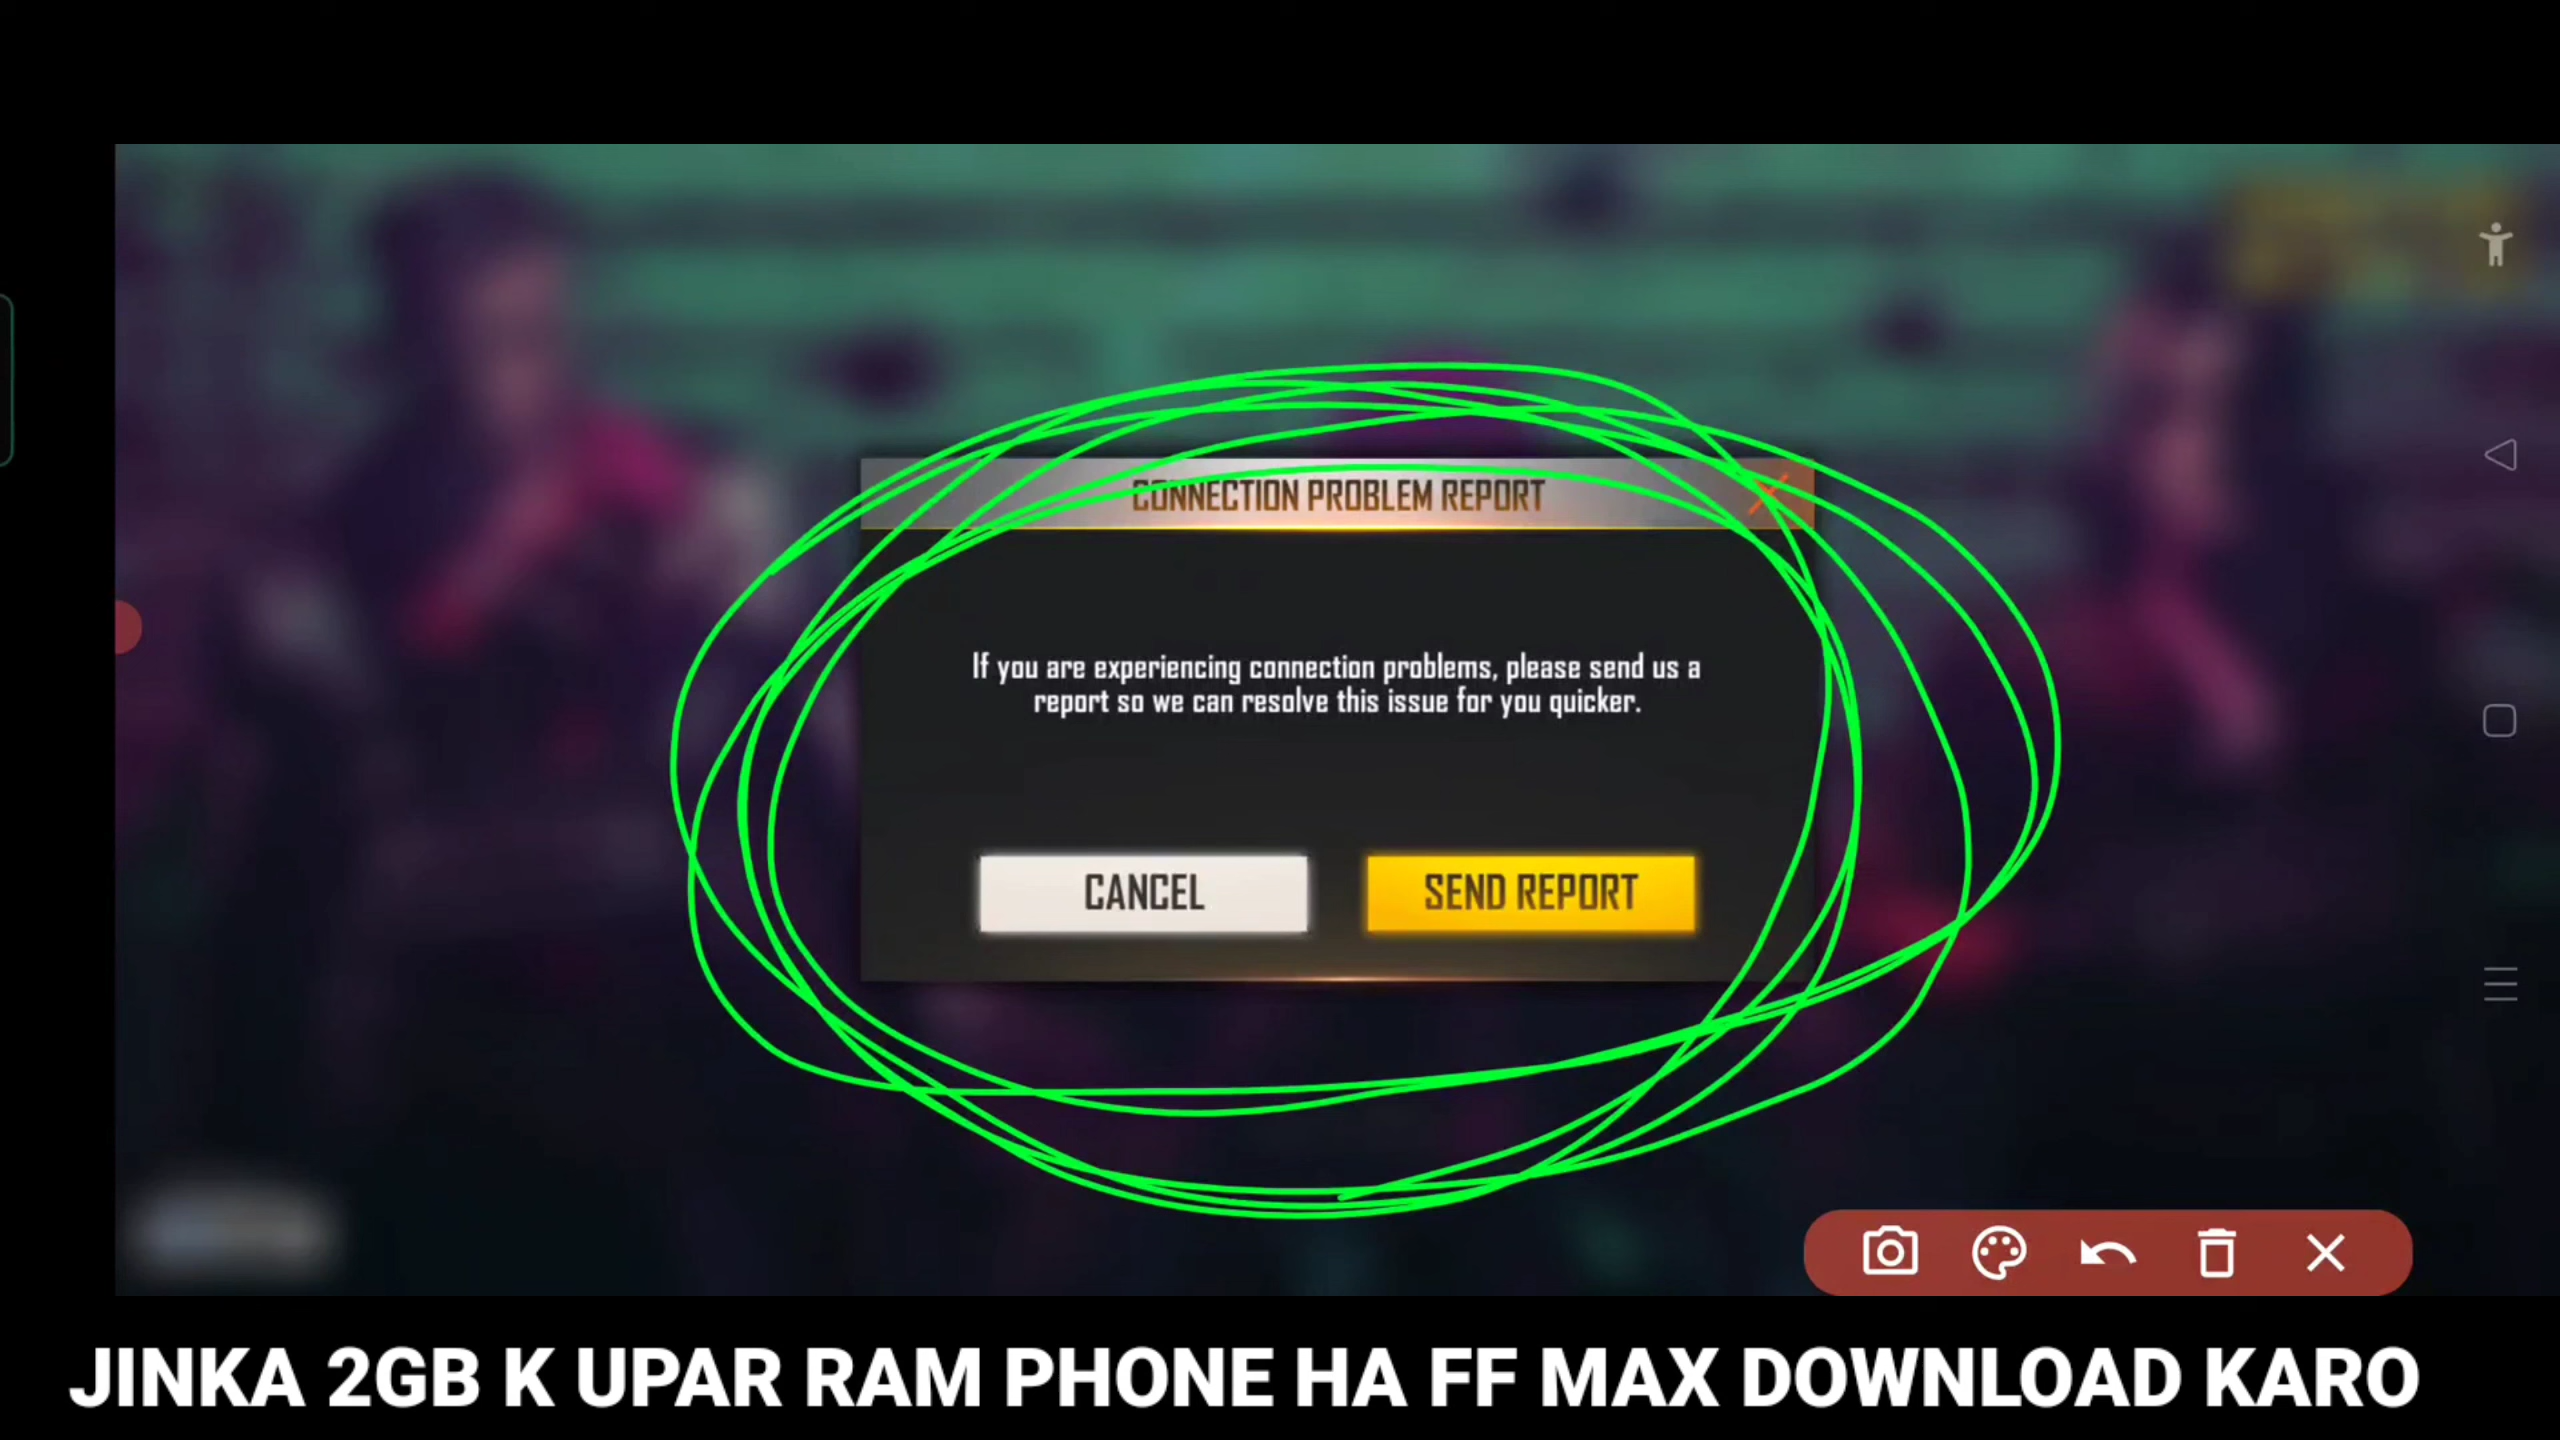 CONNECTION PROBLEM REPORT
If you are experiencing connection problems, please send us a
report so we can resolve this issue for you quicker.
CANCEL
SEND REPORT
JINKA 2GB K UPAR RAM PHONE HA FF MAX DOWNLOAD KARO